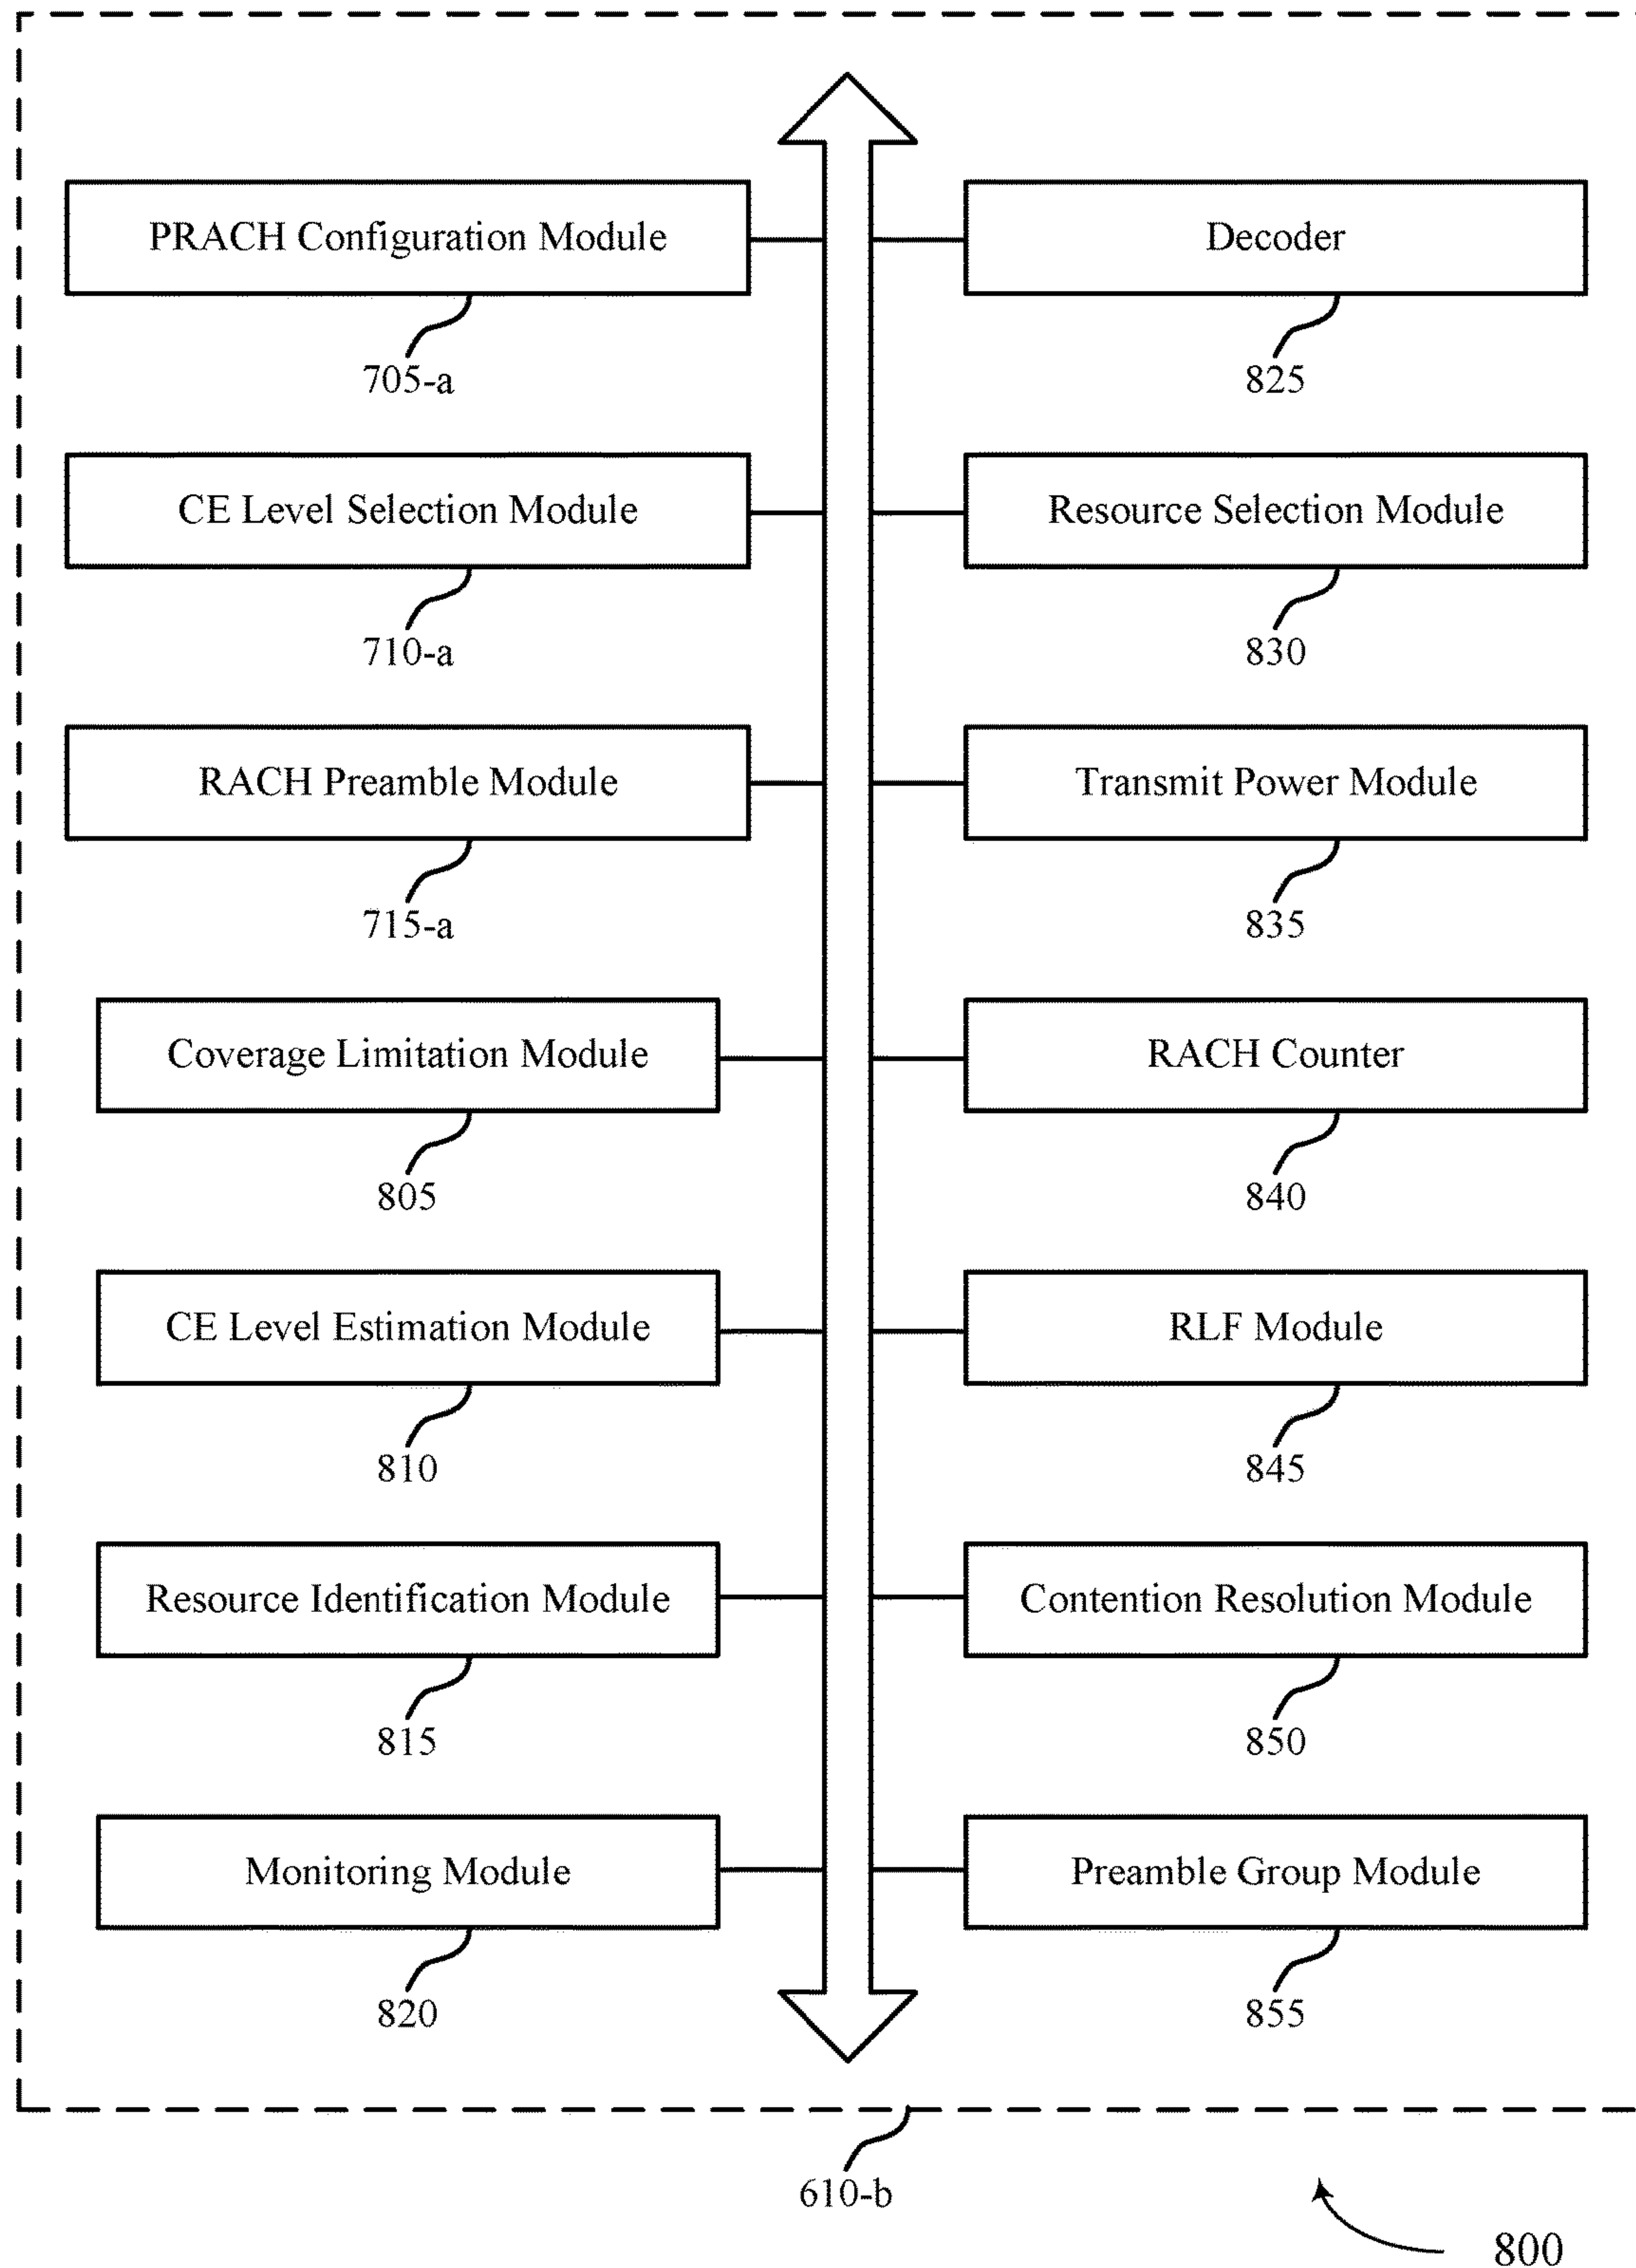 PRACH Configuration Module
705-a
Decoder
825
CE Level Selection Module
710-a
Resource Selection Module
830
RACH Preamble Module
715-a
Transmit Power Module
835
Coverage Limitation Module
805
RACH Counter
840
CE Level Estimation Module
810
RLF Module
845
Resource Identification Module
815
Contention Resolution Module
850
Monitoring Module
820
Preamble Group Module
855
610-b
800